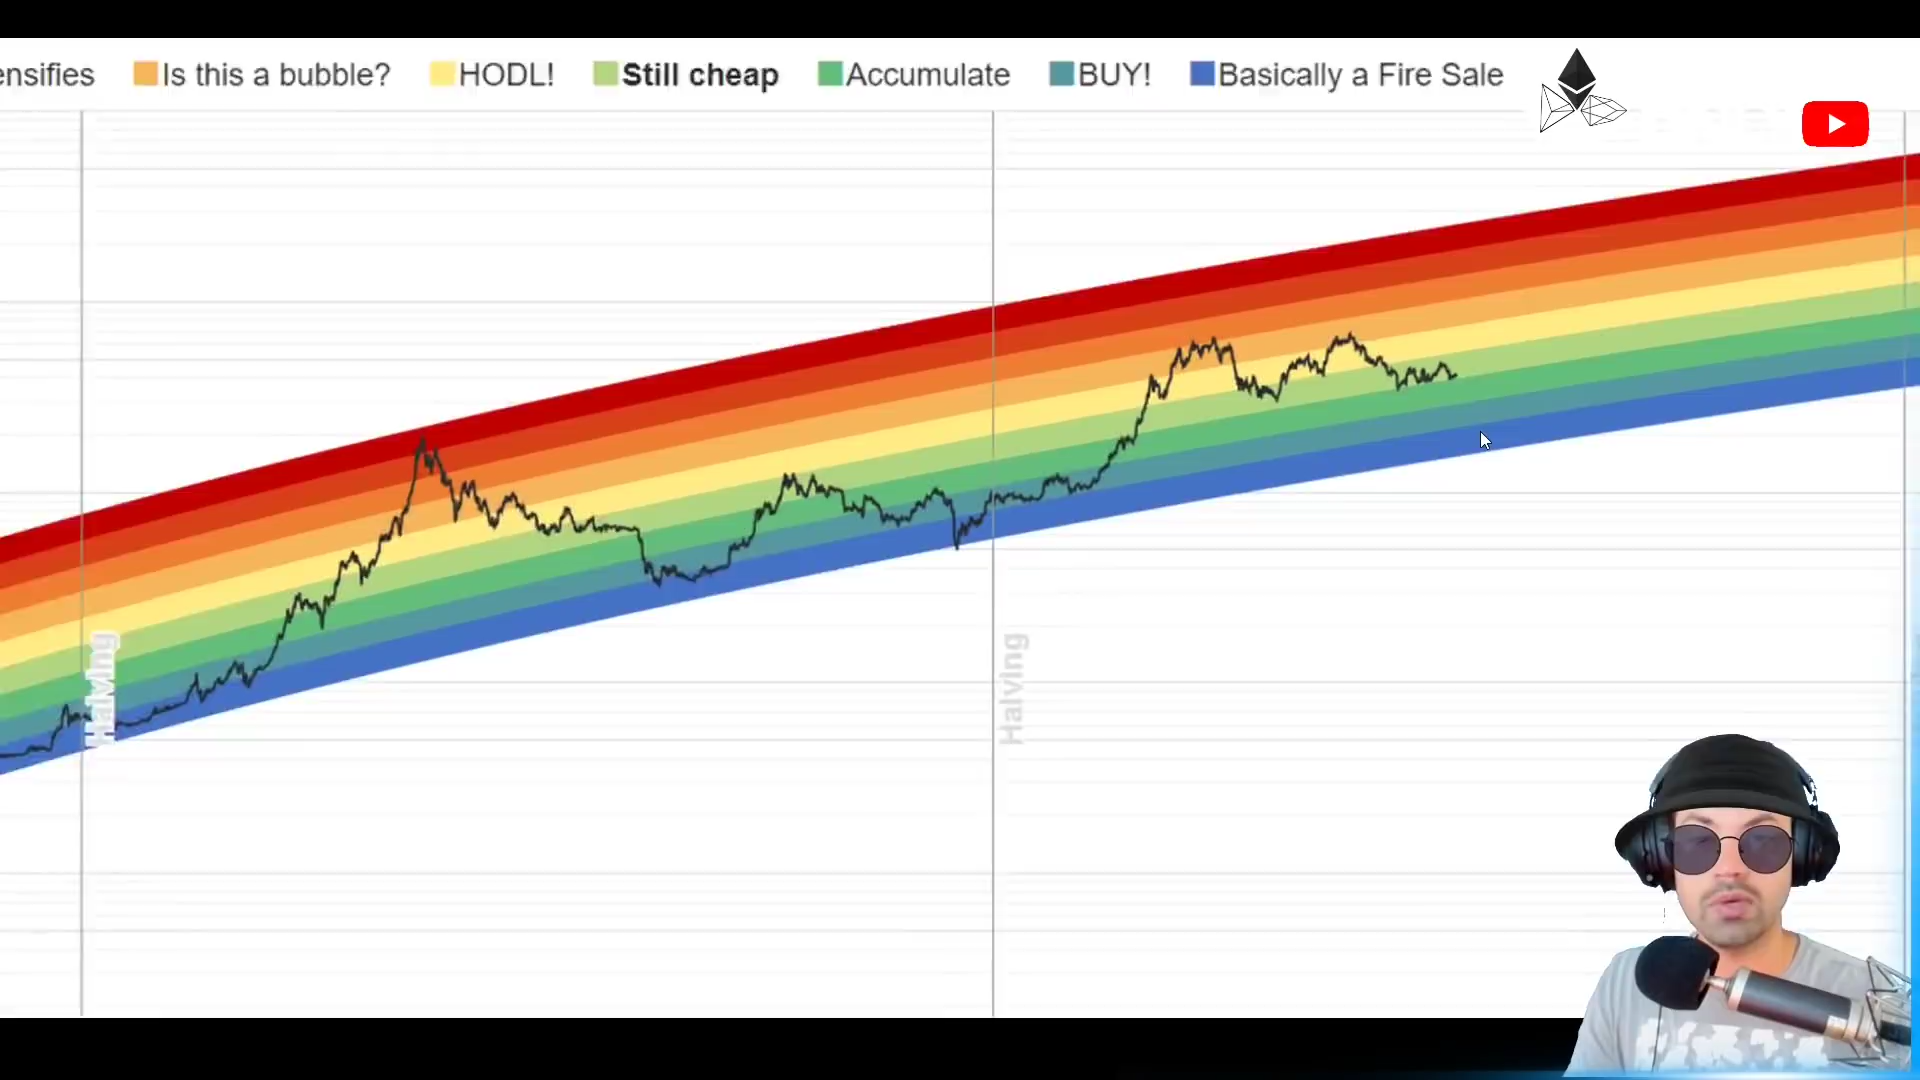 ensifies Is this a bubble? HODL! Still cheap Accumulate BUY! Basically a Fire Sale
Halving
Halving